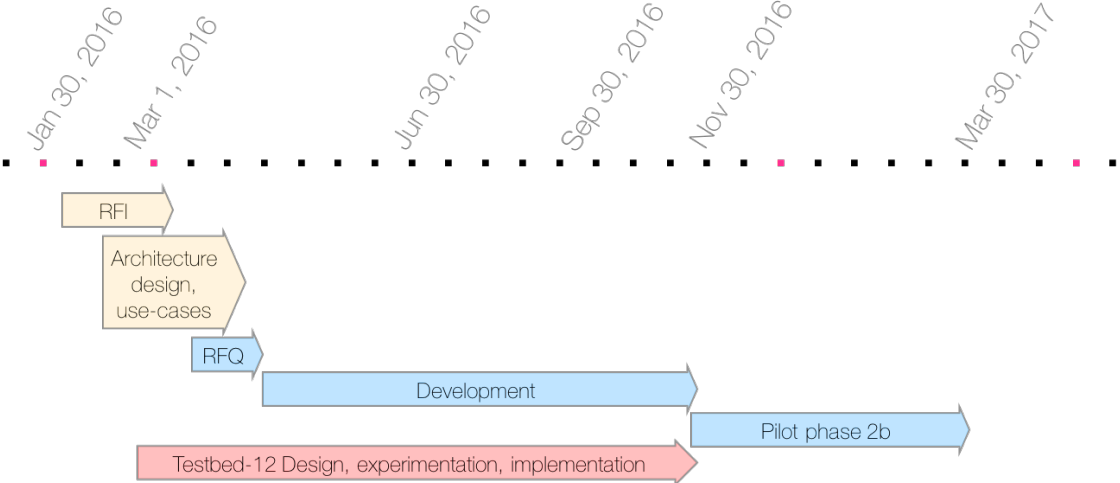 Jan 30, 2016
Mar 1, 2016
Jun 30, 2016
Sep 30, 2016
Nov 30, 2016
Mar 30, 2017
RFI
Architecture
design,
use-cases
RFQ
Development
Pilot phase 2b
Testbed-12 Design, experimentation, implementation